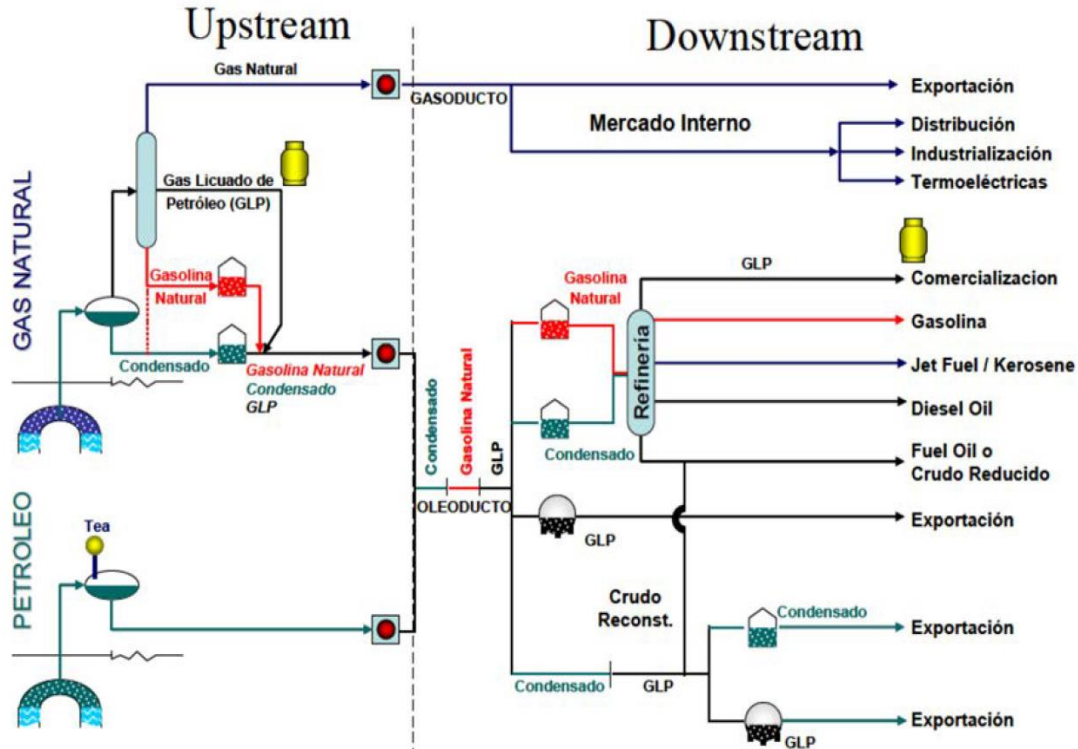 Upstream
Downstream
Gas Natural
GASODUCTO
Exportación
Mercado Interno
Distribución
Industrialización
Termoeléctricas
GAS NATURAL
Gas Licuado de
Petróleo (GLP)
Gasolina
Natural
Condensado
Gasolina Natural
Condensado
GLP
Condensado
Gasolina Natural
GLP
OLEODUCTO
Gasolina
Natural
Condensado
Refineria
GLP
Comercializacion
Gasolina
Jet Fuel / Kerosene
Diesel Oil
Fuel Oil o
Crudo Reducido
GLP
Exportación
PETROLEO
Tea
Crudo
Reconst.
Condensado
GLP
Condensado
Exportación
GLP
Exportación